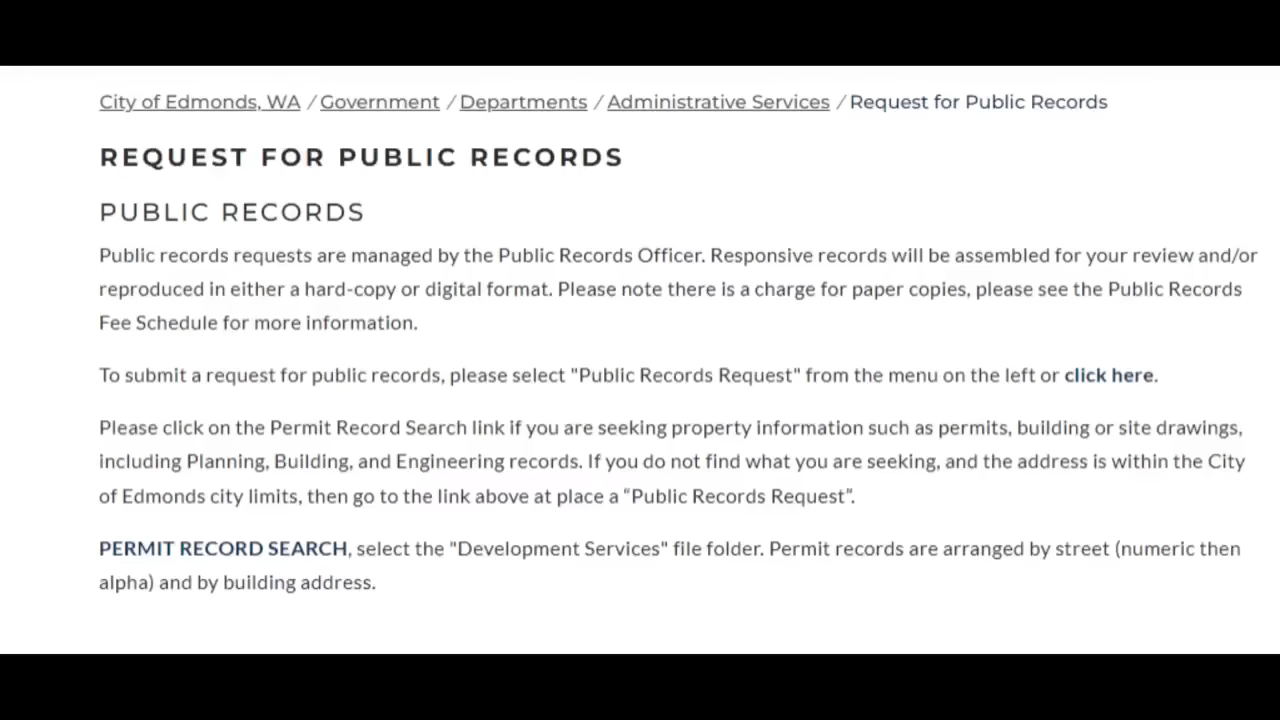 City of Edmonds, WA / Government / Departments / Administrative Services / Request for Public Records
REQUEST FOR PUBLIC RECORDS
PUBLIC RECORDS
Public records requests are managed by the Public Records Officer. Responsive records will be assembled for your review and/or
reproduced in either a hard-copy or digital format. Please note there is a charge for paper copies, please see the Public Records
Fee Schedule for more information.
To submit a request for public records, please select "Public Records Request" from the menu on the left or click here.
Please click on the Permit Record Search link if you are seeking property information such as permits, building or site drawings,
including Planning, Building, and Engineering records. If you do not find what you are seeking, and the address is within the City
of Edmonds city limits, then go to the link above at place a “Public Records Request”.
PERMIT RECORD SEARCH, select the "Development Services" file folder. Permit records are arranged by street (numeric then
alpha) and by building address.